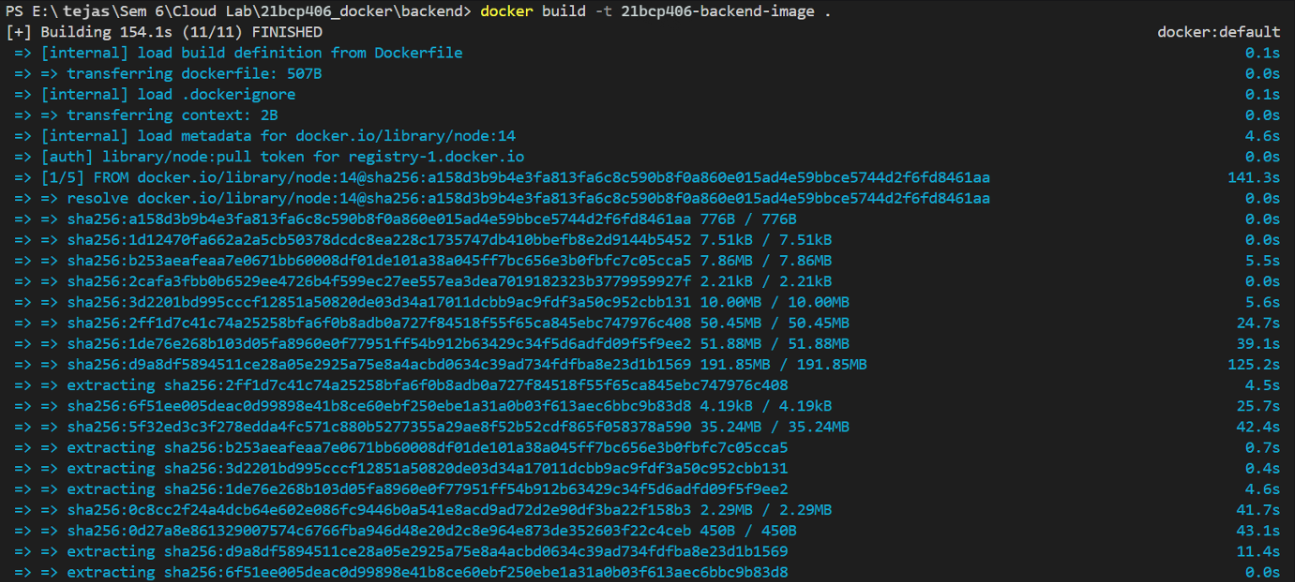 PS E:\tejas\Sem 6\Cloud Lab\21bcp406_docker\backend> docker build -t 21bcp406-backend-image .
[+] Building 154.1s (11/11) FINISHED docker:default
=> [internal] load build definition from Dockerfile 0.1s
=> => transferring dockerfile: 507B 0.0s
=> [internal] load .dockerignore 0.1s
=> => transferring context: 2B 0.0s
=> [internal] load metadata for docker.io/library/node:14 4.6s
=> [auth] library/node:pull token for registry-1.docker.io 0.0s
=> [1/5] FROM docker.io/library/node:14@sha256:a158d3b9b4e3fa813fa6c8c590b8f0a860e015ad4e59bbce5744d2f6fd8461aa 141.3s
=> => resolve docker.io/library/node:14@sha256:a158d3b9b4e3fa813fa6c8c590b8f0a860e015ad4e59bbce5744d2f6fd8461aa 0.0s
=> => sha256:a158d3b9b4e3fa813fa6c8c590b8f0a860e015ad4e59bbce5744d2f6fd8461aa 776B / 776B 0.0s
=> => sha256:1d12470fa662a2a5cb50378dcdc8ea228c1735747db410bbefb8e2d9144b5452 7.51kB / 7.51kB 0.0s
=> => sha256:b253aeafeaa7e0671bb60008df01de101a38a045ff7bc656e3b0fbfc7c05cca5 7.86MB / 7.86MB 5.5s
=> => sha256:2cafa3fbb0b6529ee4726b4f599ec27ee557ea3dea7019182323b3779959927f 2.21kB / 2.21kB 0.0s
=> => sha256:3d2201bd995cccf12851a50820de03d34a17011dcbb9ac9fdf3a50c952cbb131 10.00MB / 10.00MB 5.6s
=> => sha256:2ff1d7c41c74a25258bfa6f0b8adb0a727f84518f55f65ca845ebc747976c408 50.45MB / 50.45MB 24.7s
=> => sha256:1de76e268b103d05fa8960e0f77951ff54b912b63429c34f5d6adfd09f5f9ee2 51.88MB / 51.88MB 39.1s
=> => sha256:d9a8df5894511ce28a05e2925a75e8a4acbd0634c39ad734fdfba8e23d1b1569 191.85MB / 191.85MB 125.2s
=> => extracting sha256:2ff1d7c41c74a25258bfa6f0b8adb0a727f84518f55f65ca845ebc747976c408 4.5s
=> => sha256:6f51ee005deac0d99898e41b8ce60ebf250ebe1a31a0b03f613aec6bbc9b83d8 4.19kB / 4.19kB 25.7s
=> => sha256:5f32ed3c3f278edda4fc571c880b5277355a29ae8f52b52cdf865f058378a590 35.24MB / 35.24MB 42.4s
=> => extracting sha256:b253aeafeaa7e0671bb60008df01de101a38a045ff7bc656e3b0fbfc7c05cca5 0.7s
=> => extracting sha256:3d2201bd995cccf12851a50820de03d34a17011dcbb9ac9fdf3a50c952cbb131 0.4s
=> => extracting sha256:1de76e268b103d05fa8960e0f77951ff54b912b63429c34f5d6adfd09f5f9ee2 4.6s
=> => sha256:0c8cc2f24a4dcb64e602e086fc9446b0a541e8acd9ad72d2e90df3ba22f158b3 2.29MB / 2.29MB 41.7s
=> => sha256:0d27a8e861329007574c6766fba946d48e20d2c8e964e873de352603f22c4ceb 450B / 450B 43.1s
=> => extracting sha256:d9a8df5894511ce28a05e2925a75e8a4acbd0634c39ad734fdfba8e23d1b1569 11.4s
=> => extracting sha256:6f51ee005deac0d99898e41b8ce60ebf250ebe1a31a0b03f613aec6bbc9b83d8 0.0s